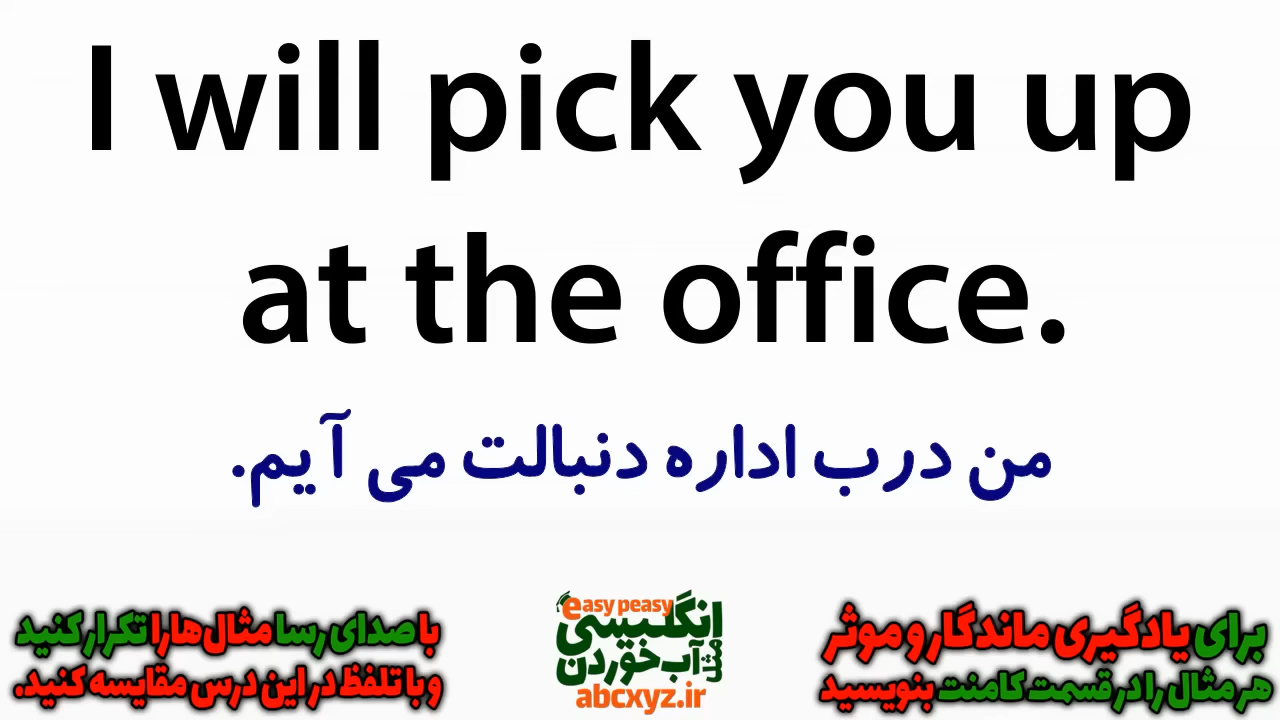 I will pick you up
at the office.
من درب اداره دنبالت می آیم.
برای یادگیری ماندگار و موثر
هر مثال را در قسمت کامنت بنویسید
easy peasy
انگلیسی
مثل آب خوردن
abcxyz.ir
با صدای رسا مثال‌ها را تکرار کنید
و با تلفظ در این درس مقایسه کنید.